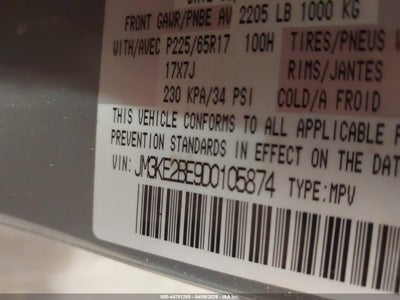 FRONT GAWR/PNBE AV 2205 LB 1000 KG
WITH/AVEC P225/65R17 100H TIRES/PNEUS
17X7J RIMS/JANTES
230 KPA/34 PSI COLD/A FROID
THIS VEHICLE CONFORMS TO ALL APPLICABLE
PREVENTION STANDARDS IN EFFECT ON THE DAT
VIN: JM3KE2BE9D0105874 TYPE:MPV